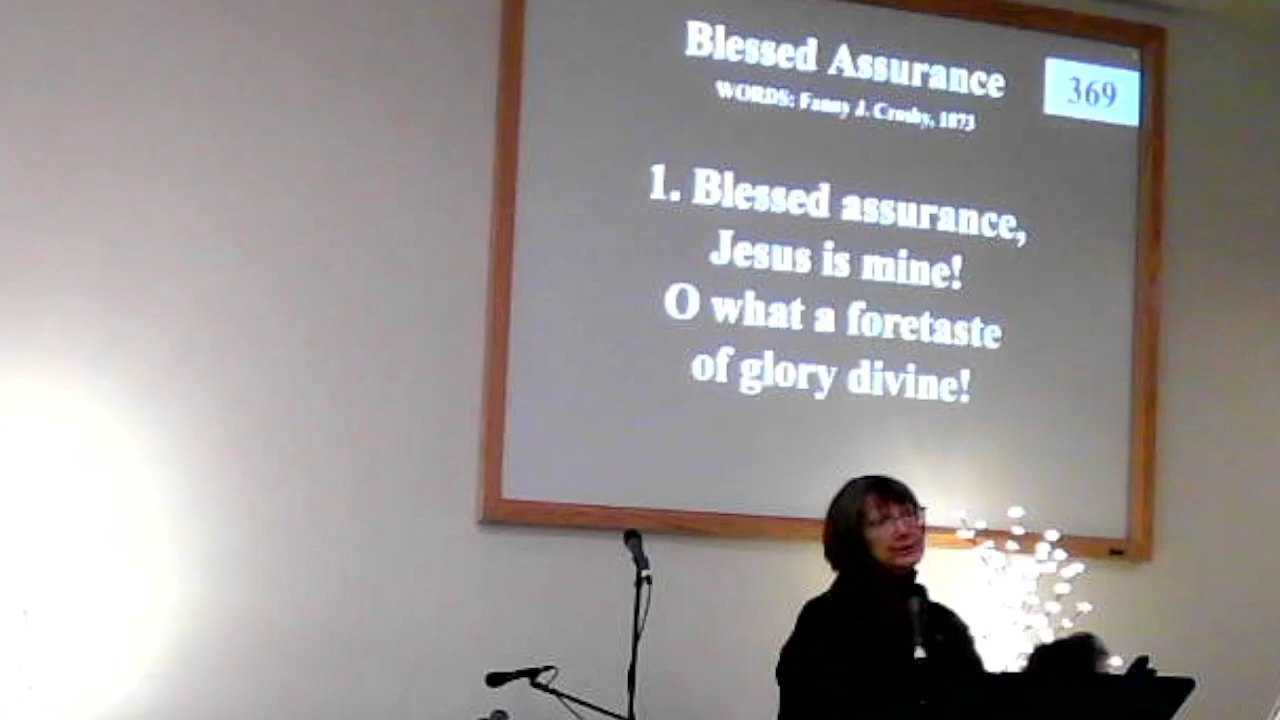 Blessed Assurance
369
WORDS: Fanny J. Crosby, 1873
1. Blessed assurance,
Jesus is mine!
O what a foretaste
of glory divine!